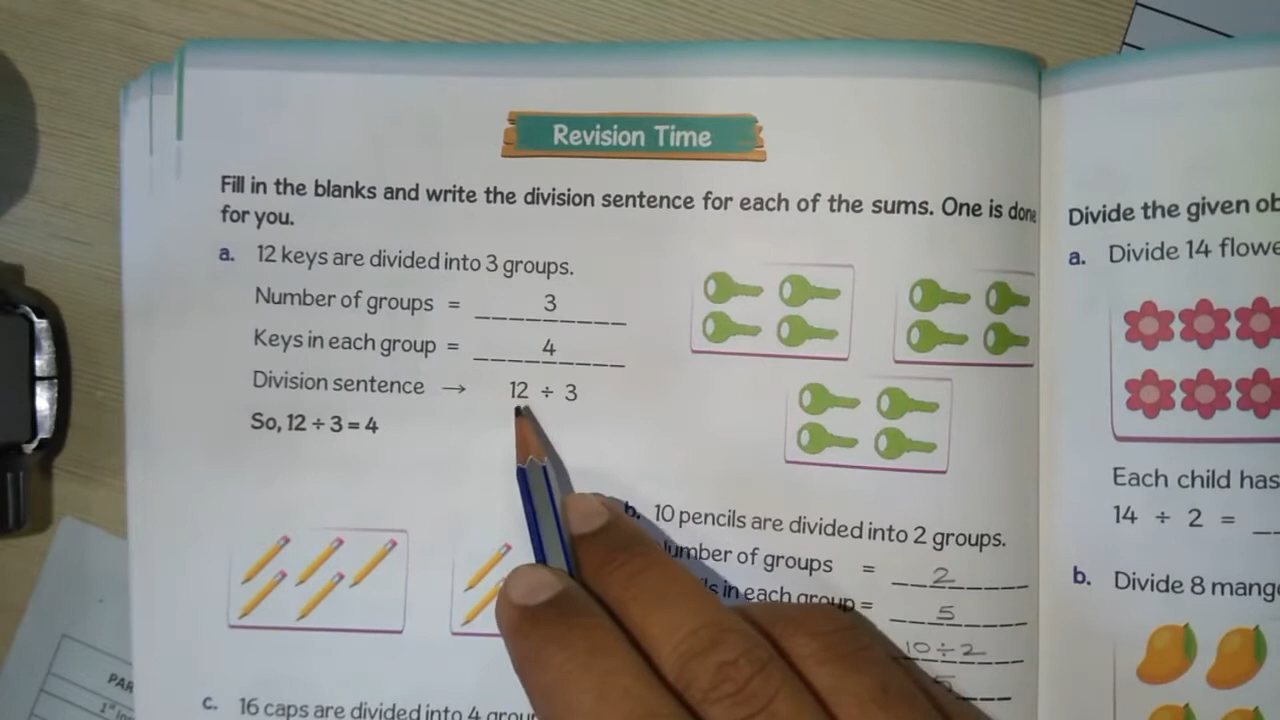 Revision Time
Fill in the blanks and write the division sentence for each of the sums. One is done
for you.
a. 12 keys are divided into 3 groups.
Number of groups = 3
Keys in each group = 4
Division sentence → 12 ÷ 3
So, 12 ÷ 3 = 4
b. 10 pencils are divided into 2 groups.
umber of groups = 2
ls in each group = 5
10÷2
5
c. 16 caps are divided into 4 grou
Divide the given ob
a. Divide 14 flowe
Each child has
14 ÷ 2 =
b. Divide 8 mang
PAR